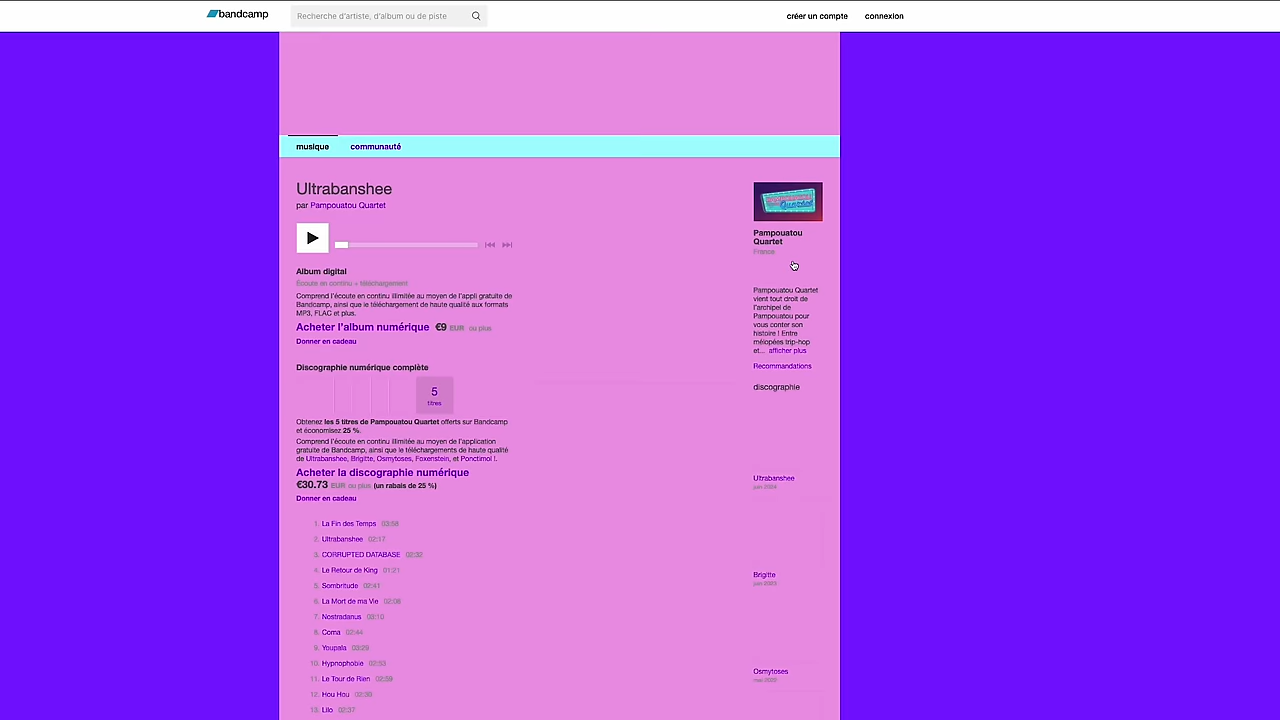 bandcamp
Recherche d'artiste, d'album ou de piste
créer un compte
connexion
musique
communauté
Ultrabanshee
par Pampouatou Quartet
Album digital
Écoute en continu + téléchargement
Comprend l'écoute en continu illimitée au moyen de l'appli gratuite de
Bandcamp, ainsi que le téléchargement de haute qualité aux formats
MP3, FLAC et plus.
Acheter l'album numérique €9 EUR ou plus
Donner en cadeau
Discographie numérique complète
5
titres
Obtenez les 5 titres de Pampouatou Quartet offerts sur Bandcamp
et économisez 25 %.
Comprend l'écoute en continu illimitée au moyen de l'application
gratuite de Bandcamp, ainsi que le téléchargements de haute qualité
de Ultrabanshee, Brigitte, Osmytoses, Foxenstein, et Ponctimol !.
Acheter la discographie numérique
€30.73 EUR ou plus (un rabais de 25 %)
Donner en cadeau
1. La Fin des Temps 03:58
2. Ultrabanshee 02:17
3. CORRUPTED DATABASE 02:32
4. Le Retour de King 01:21
5. Sombritude 02:41
6. La Mort de ma Vie 02:08
7. Nostradanus 03:10
8. Coma 02:44
9. Youpala 03:29
10. Hypnophobie 02:53
11. Le Tour de Rien 02:59
12. Hou Hou 02:38
13. Lilo 02:37
Pampouatou
Quartet
France
Pampouatou Quartet
vient tout droit de
l'archipel de
Pampouatou pour
vous conter son
histoire ! Entre
mélopées trip-hop
et... afficher plus
Recommandations
discographie
Ultrabanshee
juin 2024
Brigitte
juin 2023
Osmytoses
mai 2022